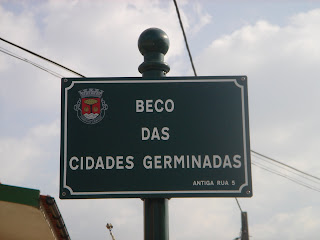 BECO
DAS
CIDADES GERMINADAS
ANTIGA RUA 5